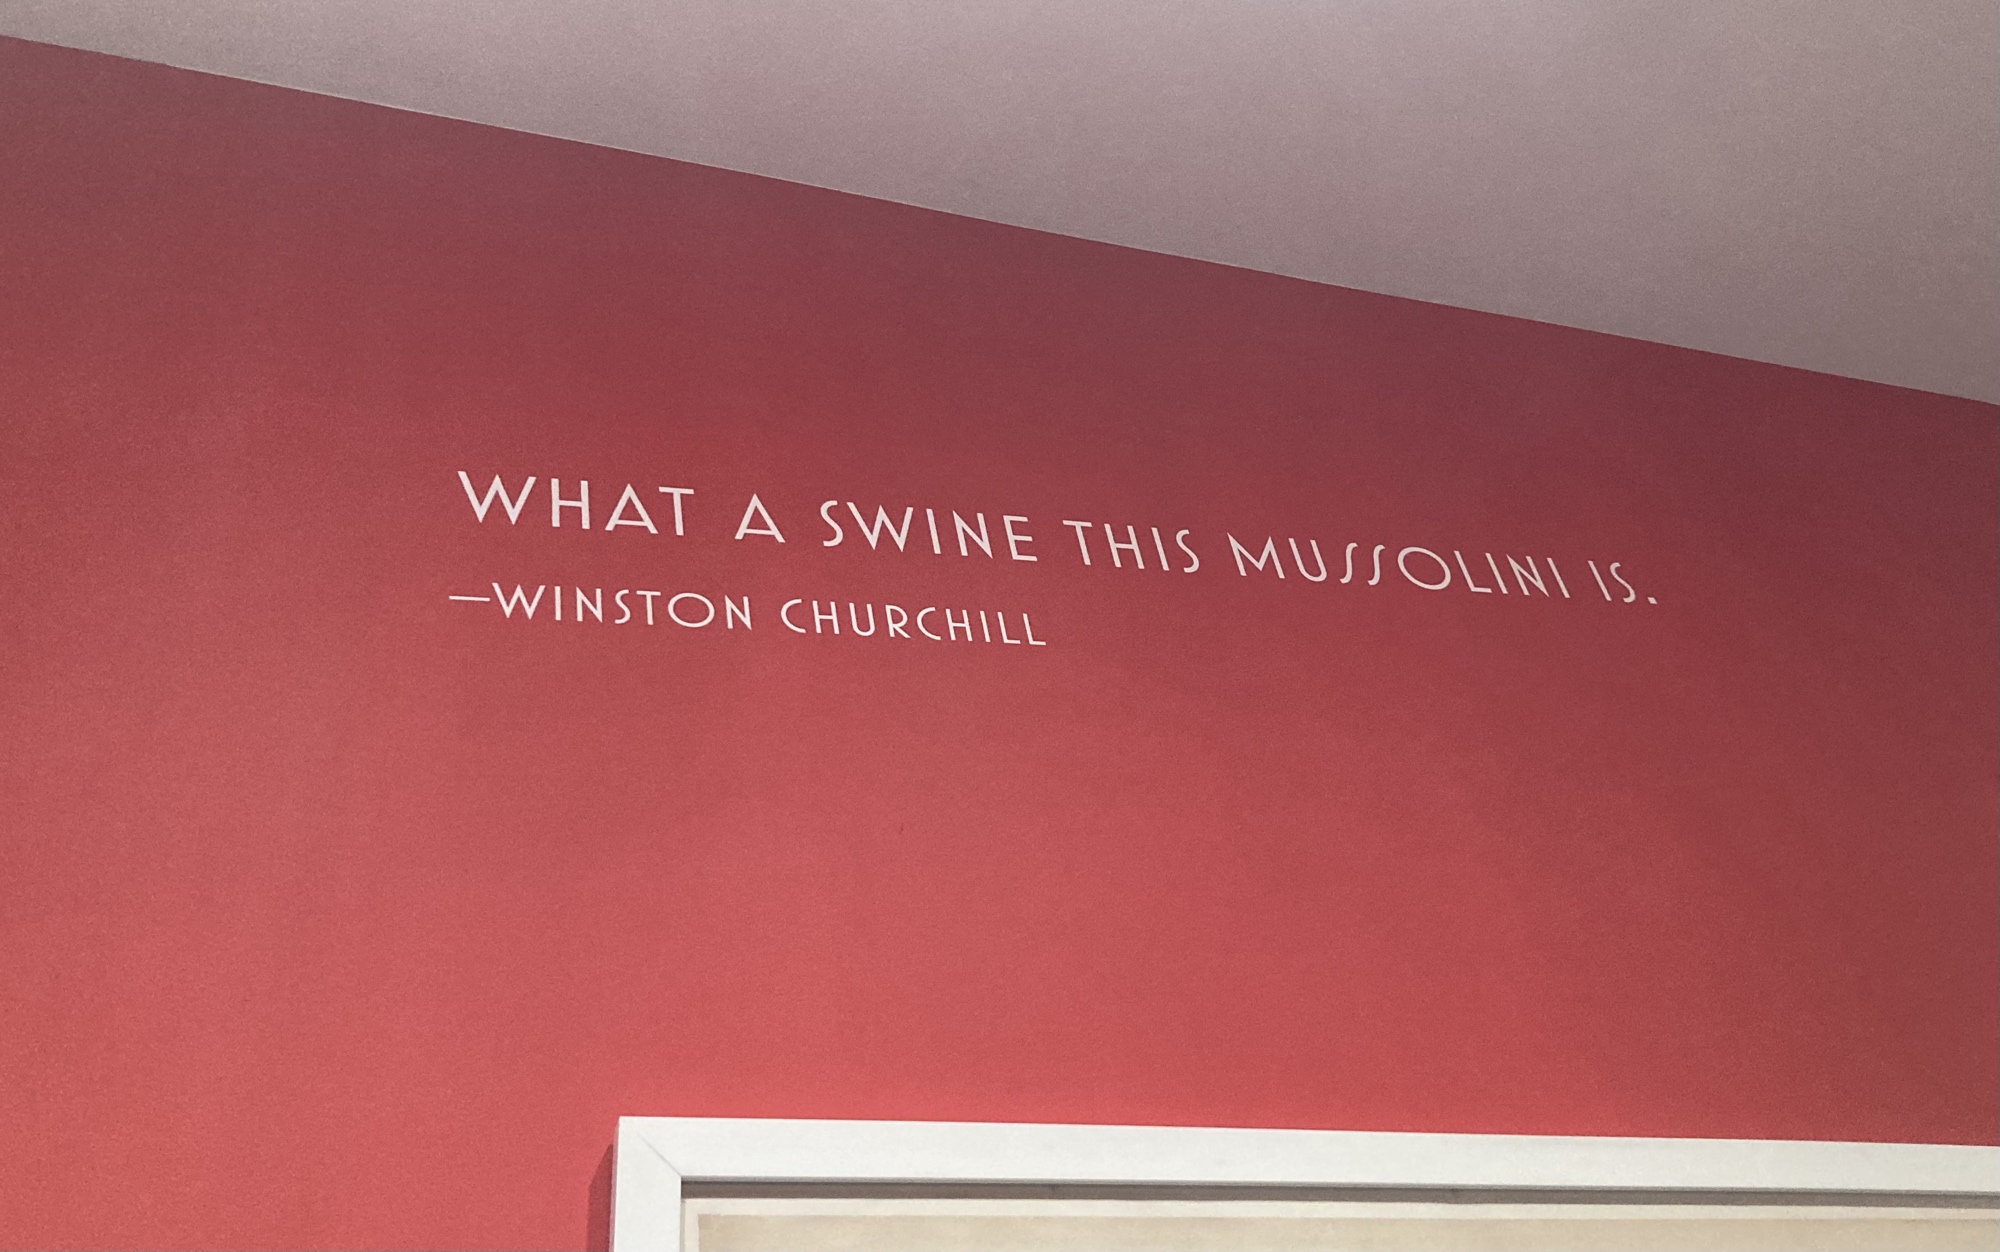 WHAT A SWINE THIS MUSSOLINI IS.
—WINSTON CHURCHILL